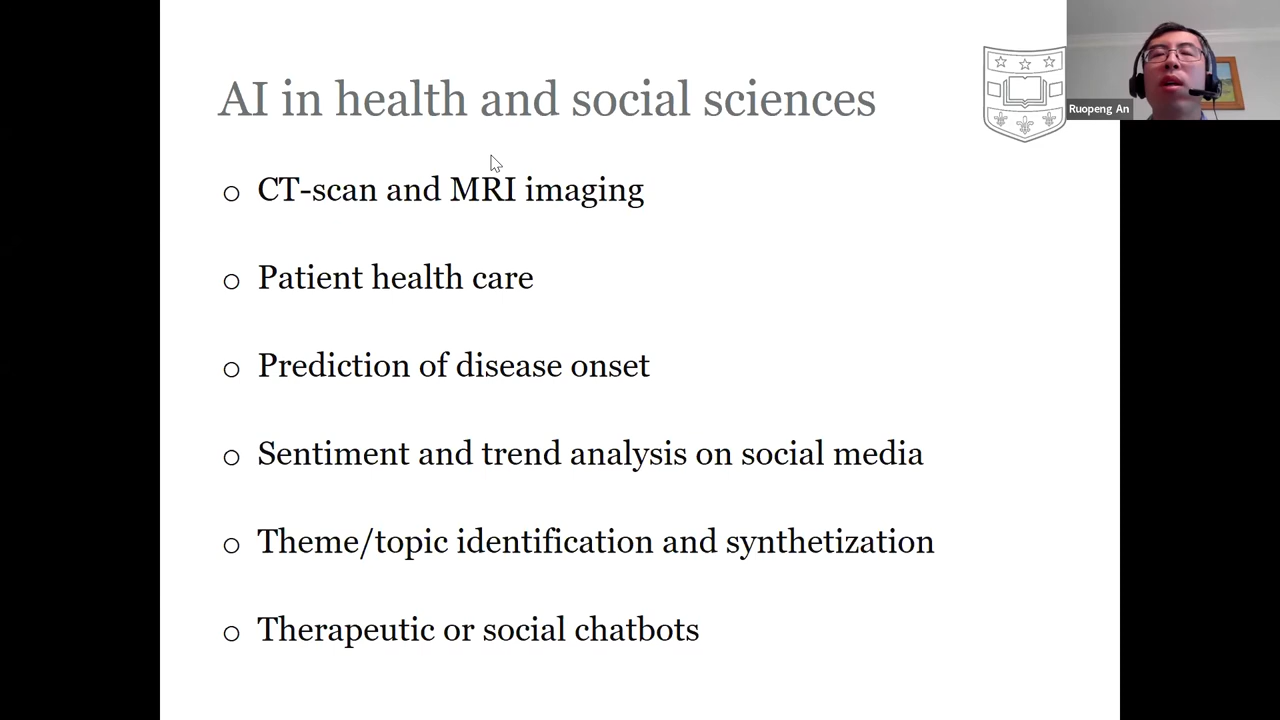 AI in health and social sciences
Ruopeng An
o CT-scan and MRI imaging
o Patient health care
o Prediction of disease onset
o Sentiment and trend analysis on social media
o Theme/topic identification and synthetization
o Therapeutic or social chatbots